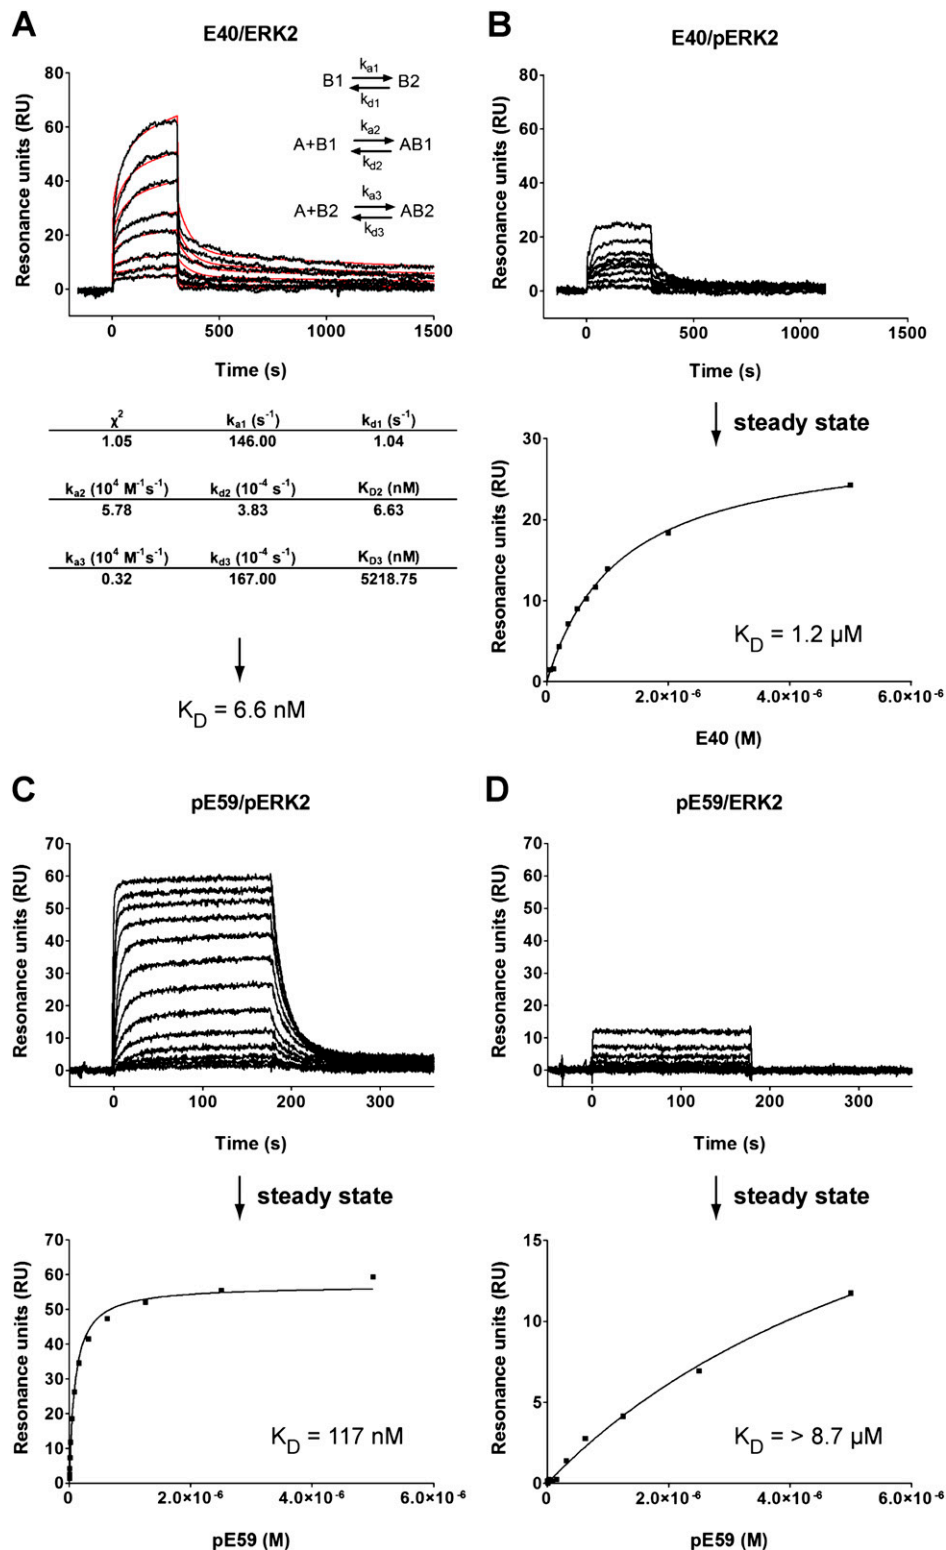 A
E40/ERK2
Resonance units (RU)
80
60
40
20
0
0 500 1000 1500
Time (s)
k_a1
B1 B2
k_d1
k_a2
A+B1 AB1
k_d2
k_a3
A+B2 AB2
k_d3
χ² k_a1 (s⁻¹) k_d1 (s⁻¹)
1.05 146.00 1.04
k_a2 (10⁴ M⁻¹s⁻¹) k_d2 (10⁻⁴ s⁻¹) K_D2 (nM)
5.78 3.83 6.63
k_a3 (10⁴ M⁻¹s⁻¹) k_d3 (10⁻⁴ s⁻¹) K_D3 (nM)
0.32 167.00 5218.75
K_D = 6.6 nM
B
E40/pERK2
Resonance units (RU)
80
60
40
20
0
0 500 1000 1500
Time (s)
steady state
Resonance units (RU)
30
20
10
0
0 2.0×10⁻⁶ 4.0×10⁻⁶ 6.0×10⁻⁶
K_D = 1.2 µM
E40 (M)
C
pE59/pERK2
Resonance units (RU)
70
60
50
40
30
20
10
0
0 100 200 300
Time (s)
steady state
Resonance units (RU)
70
60
50
40
30
20
10
0
0 2.0×10⁻⁶ 4.0×10⁻⁶ 6.0×10⁻⁶
K_D = 117 nM
pE59 (M)
D
pE59/ERK2
Resonance units (RU)
70
60
50
40
30
20
10
0
0 100 200 300
Time (s)
steady state
Resonance units (RU)
15
10
5
0
0 2.0×10⁻⁶ 4.0×10⁻⁶ 6.0×10⁻⁶
K_D = > 8.7 µM
pE59 (M)